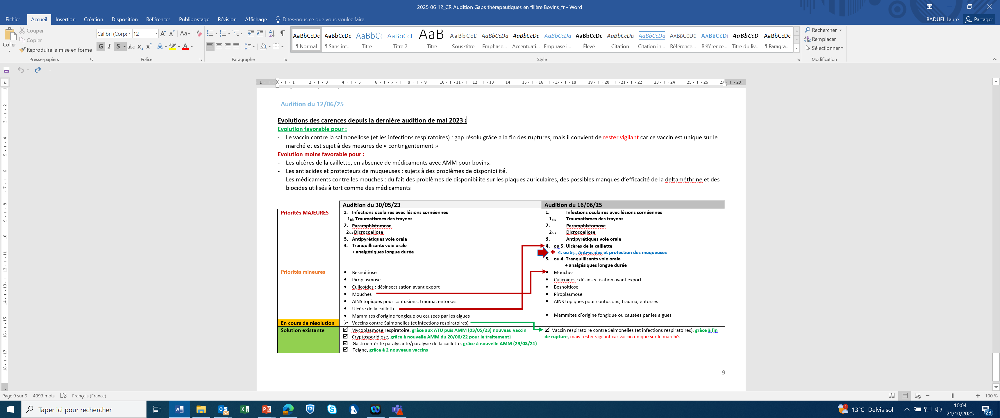 2025 06 12_CR Audition Gaps thérapeutiques en filière Bovins_fr - Word
Fichier Accueil Insertion Création Disposition Références Publipostage Révision Affichage Dites-nous ce que vous voulez faire.. BADUEL Laure Partager
Coller
Couper
Copier
Reproduire la mise en forme
Presse-papiers
Calibri (Corps 12
Police
Paragraphe
AaBbCcDc AaBbCcDc AaBbCc AaBbCcD AaB AaBbCcD AaBbCcDa AaBbCcDa AaBbCcDa AaBbCcDc AaBbCcDa AaBbCcDa AaBbCcDd AaBbCcD AaBbCcD AaBbCcDc
¶ Normal ¶ Sans int... Titre 1 Titre 2 Titre Sous-titre Emphase... Accentuati... Emphase i... Élevé Citation Citation in... Référence... Référence... Titre du liv... ¶ Paragra...
Style
Rechercher
Remplacer
Sélectionner
Modification
Audition du 12/06/25
Evolutions des carences depuis la dernière audition de mai 2023 :
Evolution favorable pour :
- Le vaccin contre la salmonellose (et les infections respiratoires) : gap résolu grâce à la fin des ruptures, mais il convient de rester vigilant car ce vaccin est unique sur le
marché et est sujet à des mesures de « contingentement »
Evolution moins favorable pour :
- Les ulcères de la caillette, en absence de médicaments avec AMM pour bovins.
- Les antiacides et protecteurs de muqueuses : sujets à des problèmes de disponibilité.
- Les médicaments contre les mouches : du fait des problèmes de disponibilité sur les plaques auriculaires, des possibles manques d’efficacité de la deltaméthrine et des
biocides utilisés à tort comme des médicaments
Audition du 30/05/23
Audition du 16/06/25
Priorités MAJEURES
1. Infections oculaires avec lésions cornéennes
1bis Traumatismes des trayons
2. Paramphistomose
2bis Dicrocoeliose
3. Antipyrétiques voie orale
4. Tranquillisants voie orale
+ analgésiques longue durée
1. Infections oculaires avec lésions cornéennes
1bis Traumatismes des trayons
2. Paramphistomose
2bis Dicrocoeliose
3. Antipyrétiques voie orale
4. ou 5. Ulcères de la caillette
+ 4. ou 5bis Anti-acides et protection des muqueuses
5. ou 4. Tranquillisants voie orale
+ analgésiques longue durée
Priorités mineures
• Besnoitiose
• Piroplasmose
• Culicoïdes : désinsectisation avant export
• Mouches
• AINS topiques pour contusions, trauma, entorses
• Ulcère de la caillette
• Mammites d’origine fongique ou causées par les algues
• Mouches
• Culicoïdes : désinsectisation avant export
• Besnoitiose
• Piroplasmose
• AINS topiques pour contusions, trauma, entorses
• Mammites d’origine fongique ou causées par les algues
En cours de résolution
➢ Vaccins contre Salmonelles (et infections respiratoires)
Solution existante
☑ Mycoplasmose respiratoire, grâce aux ATU puis AMM (03/05/23) nouveau vaccin
☑ Cryptosporidiose, grâce à nouvelle AMM du 20/06/22 pour le traitement)
☑ Gastroentérite paralysante/paralysie de la caillette, grâce à nouvelle AMM (29/03/21)
☑ Teigne, grâce à 2 nouveaux vaccins
☑ Vaccin respiratoire contre Salmonelles (et infections respiratoires), grâce à fin
de rupture, mais rester vigilant car vaccin unique sur le marché.
9
Page 9 sur 9 4093 mots Français (France) 100 %
Taper ici pour rechercher
13°C Delvis sol
10:04
21/10/2025
23